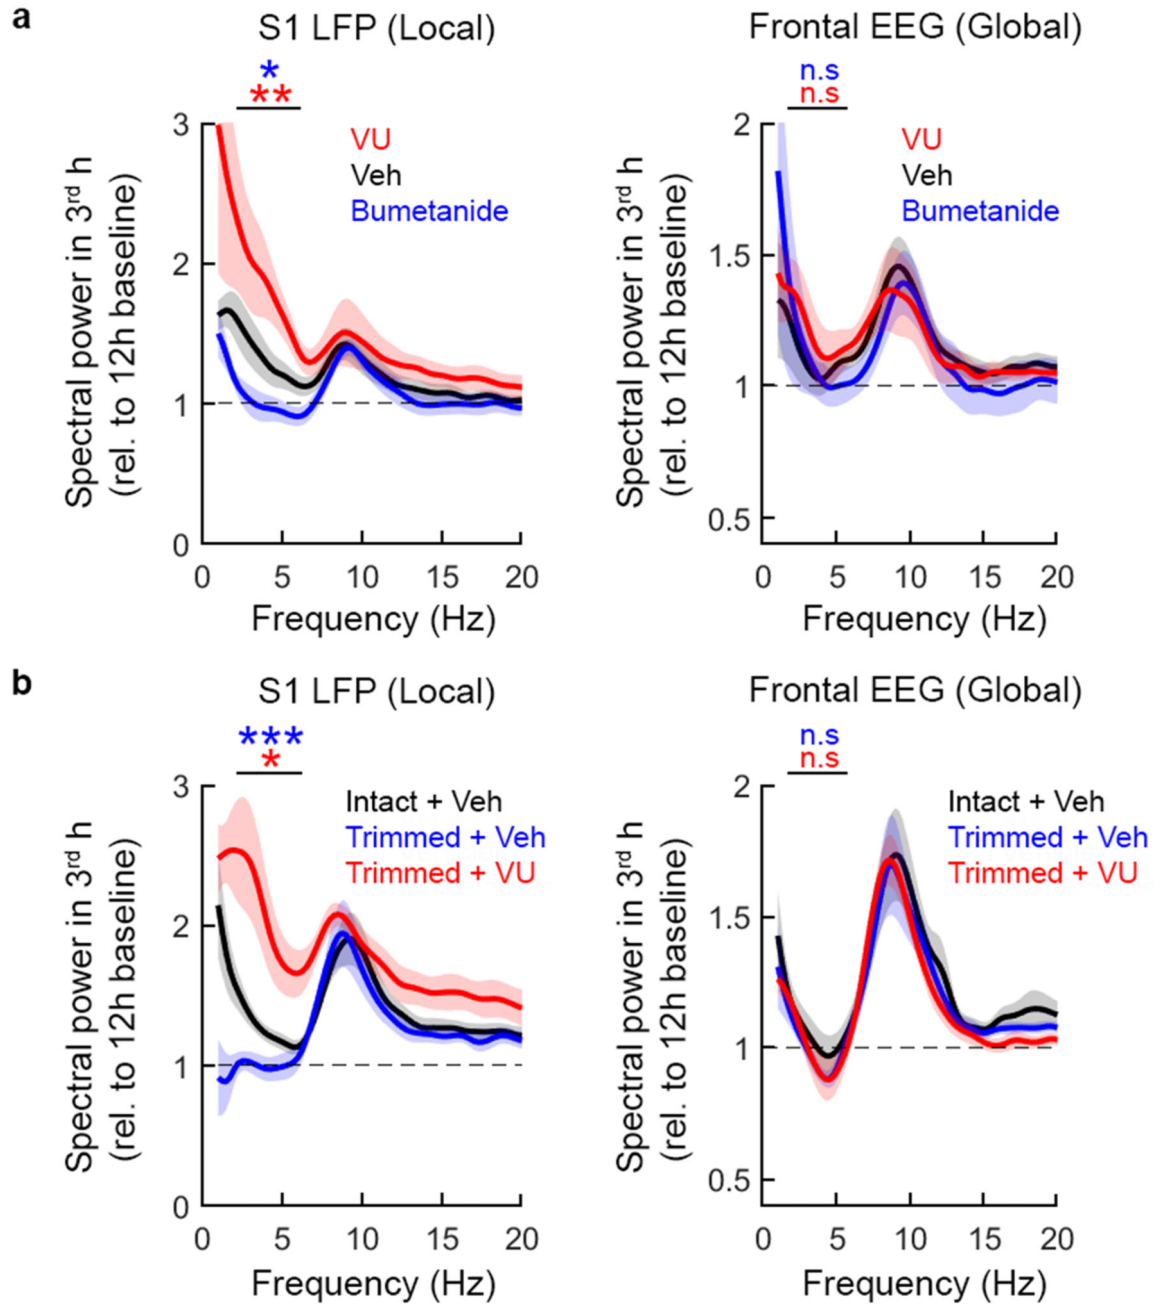 a
S1 LFP (Local)
Frontal EEG (Global)
*
**
n.s
n.s
3
2
1
0
VU
Veh
Bumetanide
Spectral power in 3rd h
(rel. to 12h baseline)
0 5 10 15 20
Frequency (Hz)
2
1.5
1
0.5
VU
Veh
Bumetanide
Spectral power in 3rd h
(rel. to 12h baseline)
0 5 10 15 20
Frequency (Hz)
b
S1 LFP (Local)
Frontal EEG (Global)
***
*
n.s
n.s
3
2
1
0
Intact + Veh
Trimmed + Veh
Trimmed + VU
Spectral power in 3rd h
(rel. to 12h baseline)
0 5 10 15 20
Frequency (Hz)
2
1.5
1
0.5
Intact + Veh
Trimmed + Veh
Trimmed + VU
Spectral power in 3rd h
(rel. to 12h baseline)
0 5 10 15 20
Frequency (Hz)